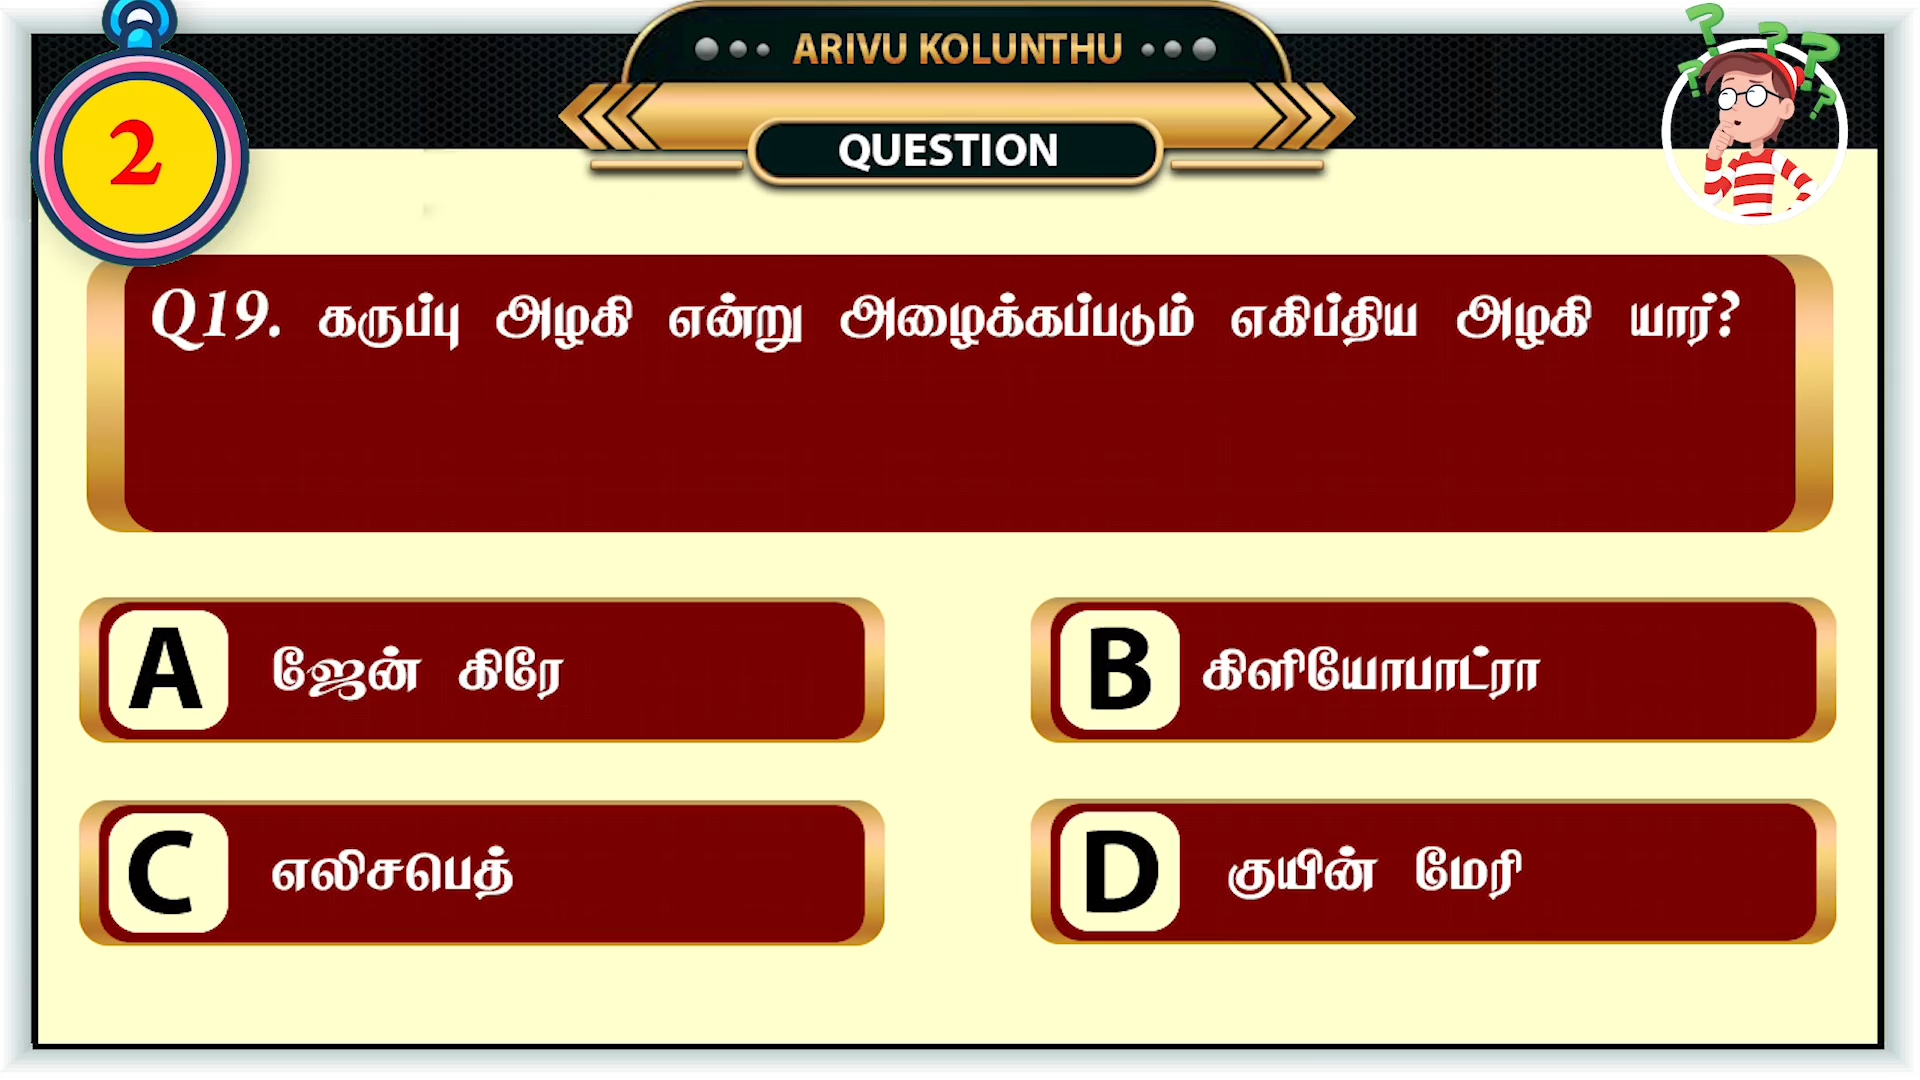 ARIVU KOLUNTHU
QUESTION
2
Q19. கருப்பு அழகி என்று அழைக்கப்படும் எகிப்திய அழகி யார்?
A ஜேன் கிரே
B கிளியோபாட்ரா
C எலிசபெத்
D குயின் மேரி